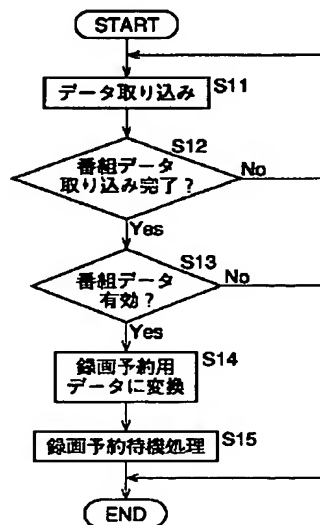 START
データ取り込み
S11
S12
番組データ
取り込み完了?
No
Yes
S13
番組データ
有効?
No
Yes
S14
録画予約用
データに変換
録画予約待機処理
S15
END